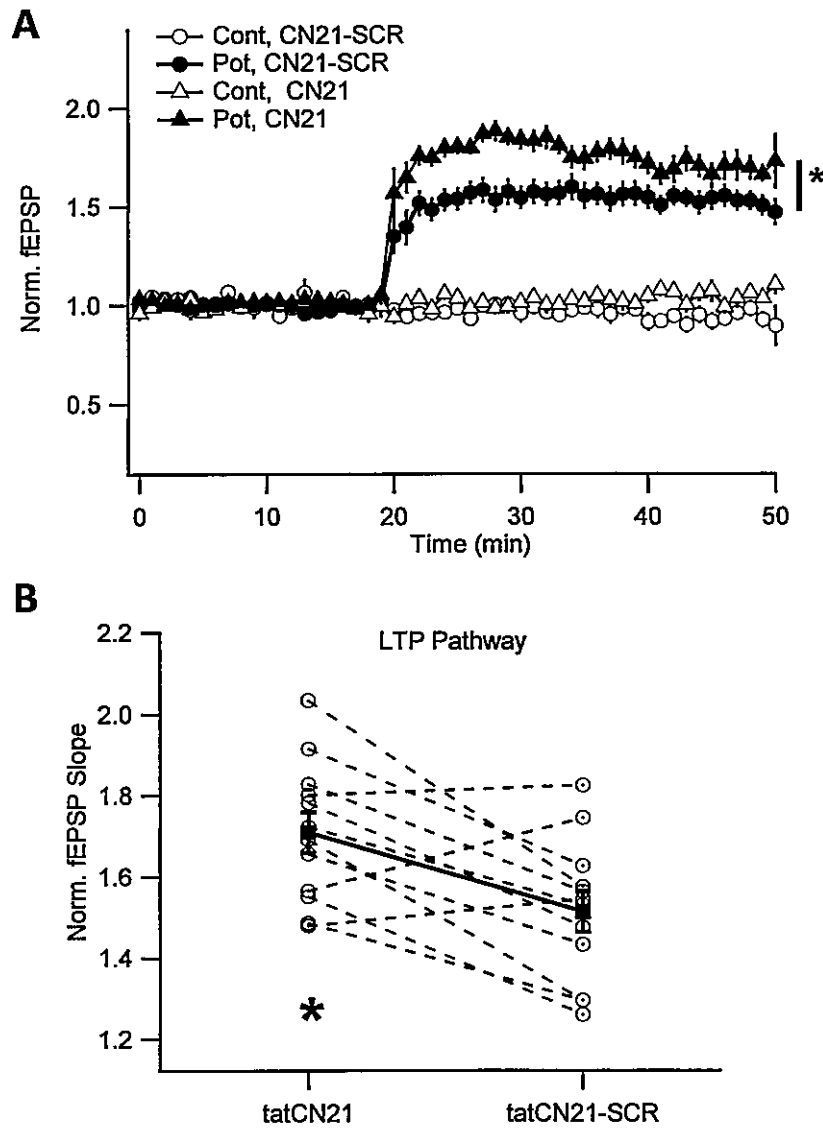 A
Cont, CN21-SCR
Pot, CN21-SCR
Cont, CN21
Pot, CN21
2.0
1.5
1.0
0.5
Norm. fEPSP
*
0 10 20 30 40 50
Time (min)
B
LTP Pathway
2.2
2.0
1.8
1.6
1.4
1.2
Norm. fEPSP Slope
*
tatCN21 tatCN21-SCR